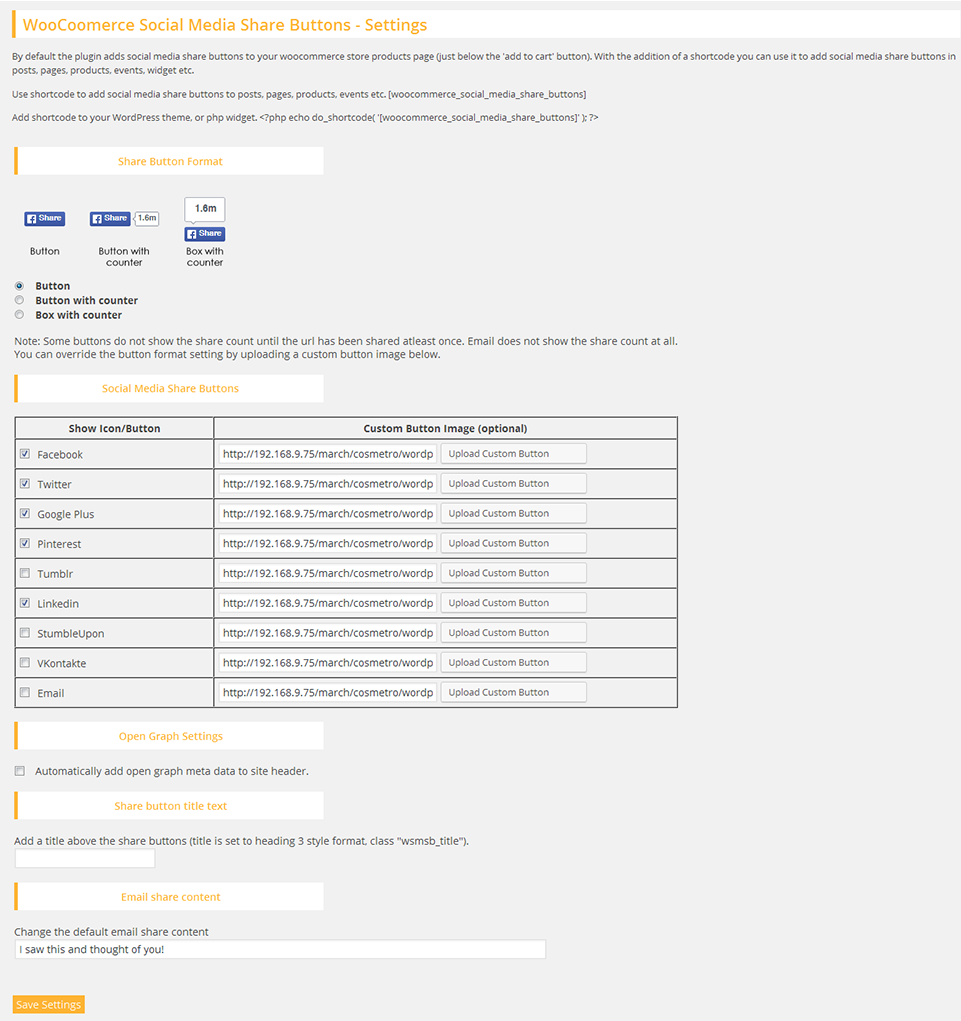 WooCoomerce Social Media Share Buttons - Settings
By default the plugin adds social media share buttons to your woocommerce store products page (just below the 'add to cart' button). With the addition of a shortcode you can use it to add social media share buttons in
posts, pages, products, events, widget etc.
Use shortcode to add social media share buttons to posts, pages, products, events etc. [woocommerce_social_media_share_buttons]
Add shortcode to your WordPress theme, or php widget. <?php echo do_shortcode( '[woocommerce_social_media_share_buttons]' ); ?>
Share Button Format
1.6m
Share Share 1.6m Share
Button Button with Box with
counter counter
Button
Button with counter
Box with counter
Note: Some buttons do not show the share count until the url has been shared atleast once. Email does not show the share count at all.
You can override the button format setting by uploading a custom button image below.
Social Media Share Buttons
Show Icon/Button Custom Button Image (optional)
Facebook http://192.168.9.75/march/cosmetro/wordp Upload Custom Button
Twitter http://192.168.9.75/march/cosmetro/wordp Upload Custom Button
Google Plus http://192.168.9.75/march/cosmetro/wordp Upload Custom Button
Pinterest http://192.168.9.75/march/cosmetro/wordp Upload Custom Button
Tumblr http://192.168.9.75/march/cosmetro/wordp Upload Custom Button
Linkedin http://192.168.9.75/march/cosmetro/wordp Upload Custom Button
StumbleUpon http://192.168.9.75/march/cosmetro/wordp Upload Custom Button
VKontakte http://192.168.9.75/march/cosmetro/wordp Upload Custom Button
Email http://192.168.9.75/march/cosmetro/wordp Upload Custom Button
Open Graph Settings
Automatically add open graph meta data to site header.
Share button title text
Add a title above the share buttons (title is set to heading 3 style format, class "wsmsb_title").
Email share content
Change the default email share content
I saw this and thought of you!
Save Settings